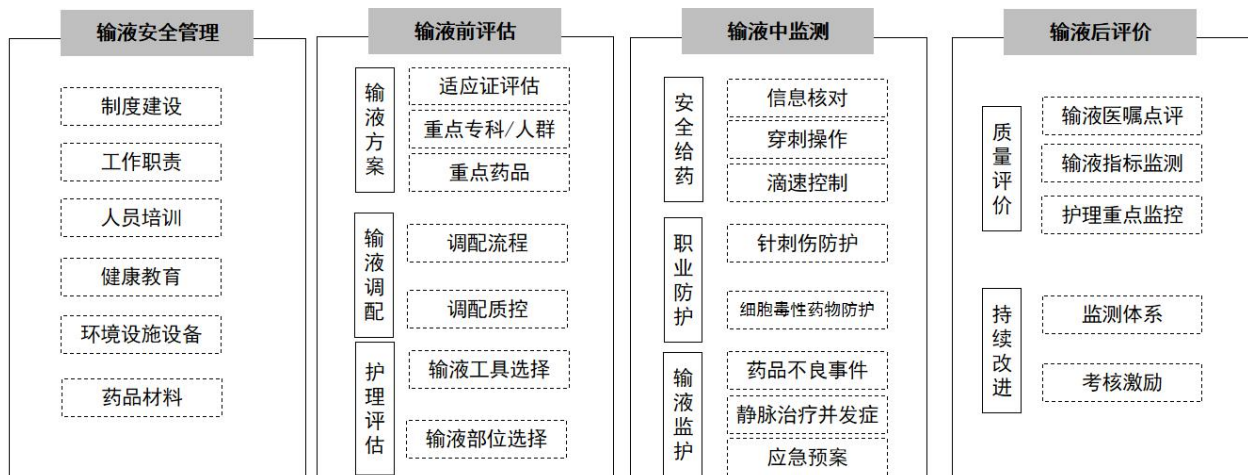 输液安全管理
制度建设
工作职责
人员培训
健康教育
环境设施设备
药品材料
输液前评估
输液方案
适应证评估
重点专科/人群
重点药品
输液调配
调配流程
调配质控
护理评估
输液工具选择
输液部位选择
输液中监测
安全给药
信息核对
穿刺操作
滴速控制
职业防护
针刺伤防护
细胞毒性药物防护
输液监护
药品不良事件
静脉治疗并发症
应急预案
输液后评价
质量评价
输液医嘱点评
输液指标监测
护理重点监控
持续改进
监测体系
考核激励